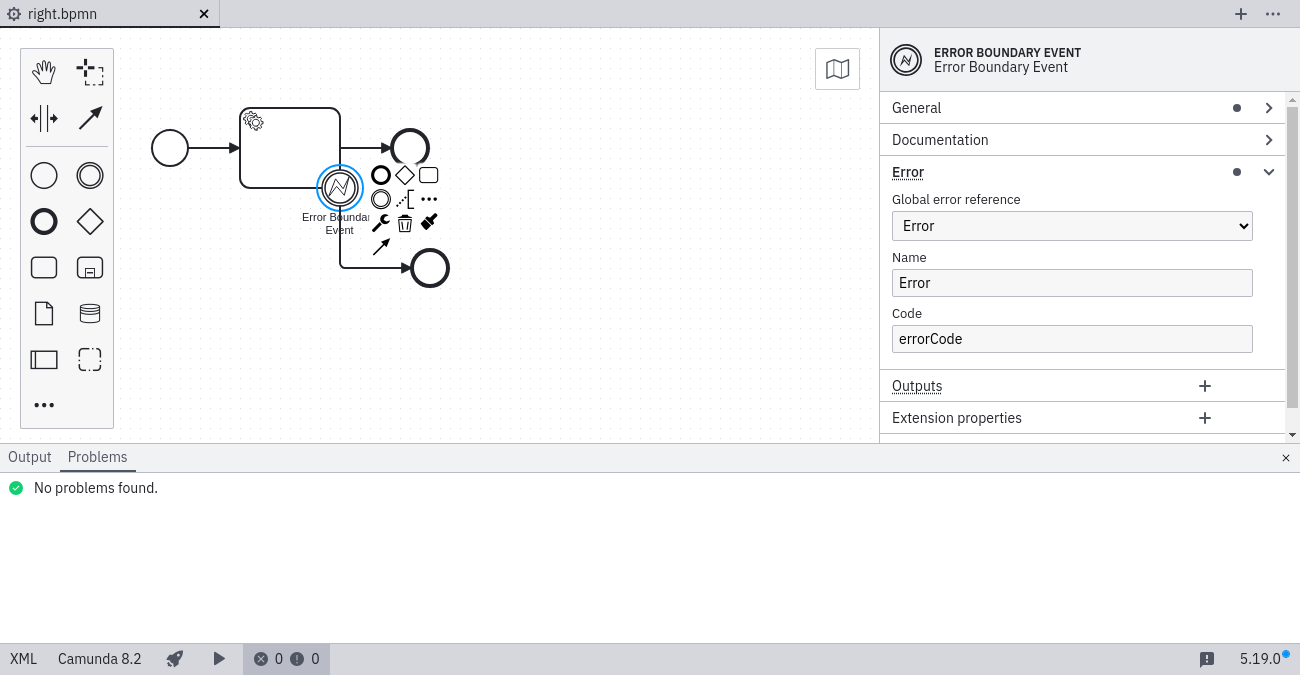 right.bpmn
ERROR BOUNDARY EVENT
Error Boundary Event
General
Documentation
Error
Global error reference
Error
Name
Error
Code
errorCode
Outputs
Extension properties
Error Boundar
Event
Output
Problems
No problems found.
XML
Camunda 8.2
0
0
5.19.0